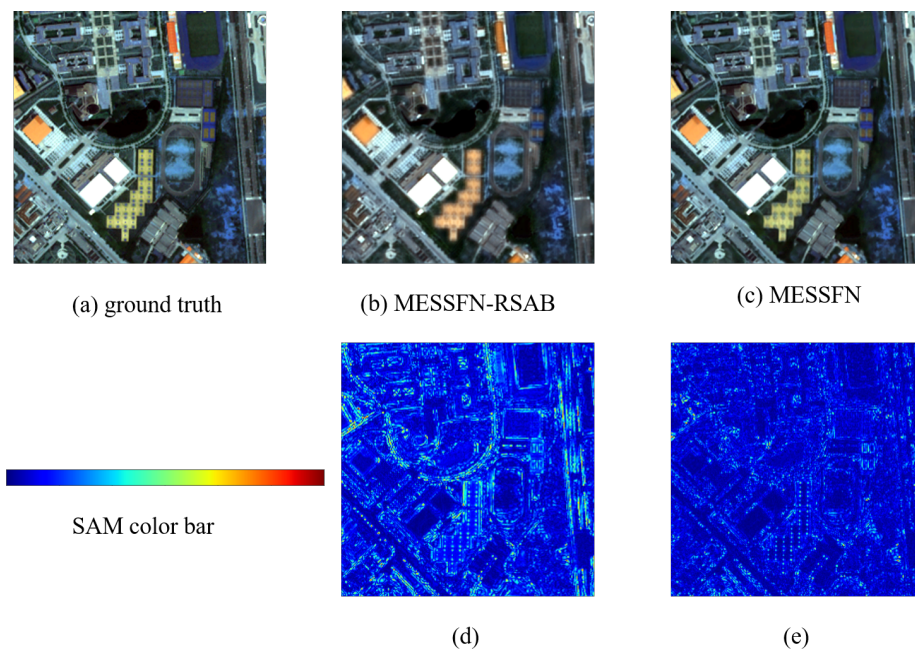 (a) ground truth
(b) MESSFN-RSAB
(c) MESSFN
SAM color bar
(d)
(e)